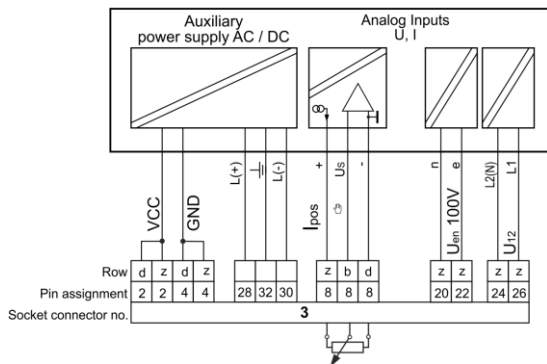 Auxiliary
power supply AC / DC
Analog Inputs
U, I
VCC
GND
L(+)
L(-)
+
Us
-
Ipos
n
e
Uen 100V
L2(N)
L1
U12
Row d z d z z b d z z z z
Pin assignment 2 2 4 4 28 32 30 8 8 8 20 22 24 26
Socket connector no. 3